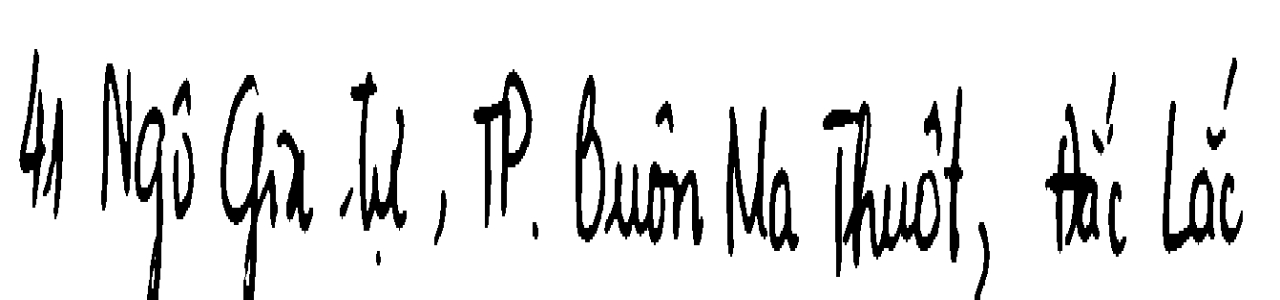 41 Ngô Gia Tự, TP. Buôn Ma Thuột, Đắc Lắc